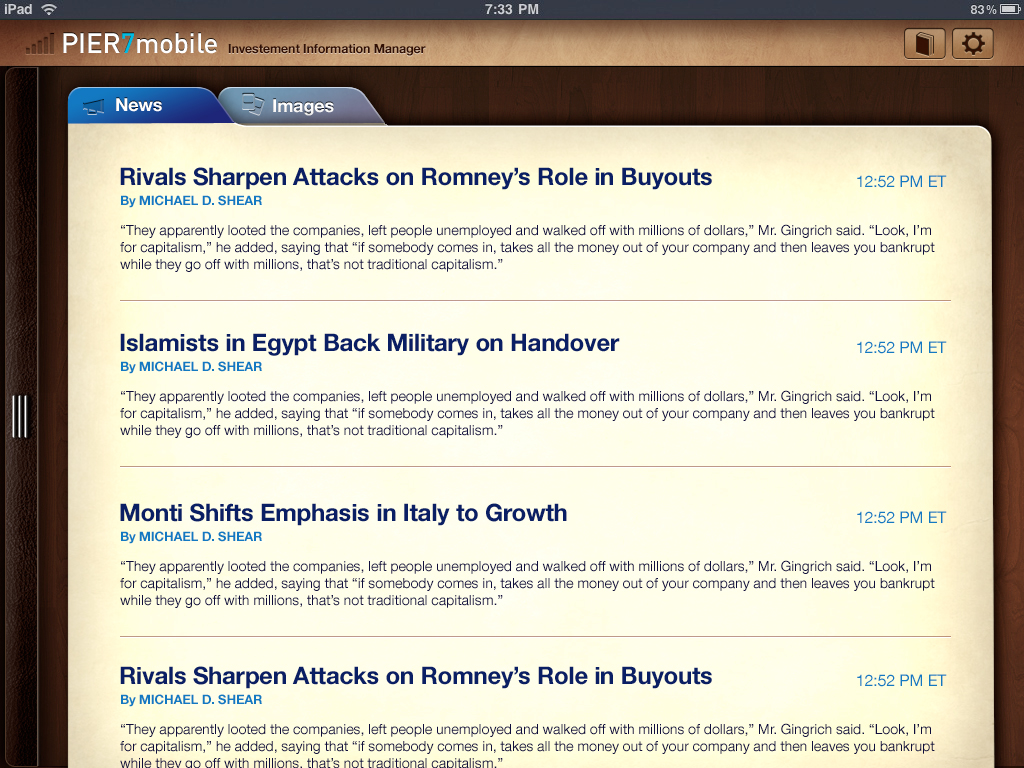 iPad 7:33 PM 83%
PIER7mobile Investement Information Manager
News Images
Rivals Sharpen Attacks on Romney’s Role in Buyouts 12:52 PM ET
By MICHAEL D. SHEAR
“They apparently looted the companies, left people unemployed and walked off with millions of dollars,” Mr. Gingrich said. “Look, I’m
for capitalism,” he added, saying that “if somebody comes in, takes all the money out of your company and then leaves you bankrupt
while they go off with millions, that’s not traditional capitalism.”
Islamists in Egypt Back Military on Handover 12:52 PM ET
By MICHAEL D. SHEAR
“They apparently looted the companies, left people unemployed and walked off with millions of dollars,” Mr. Gingrich said. “Look, I’m
for capitalism,” he added, saying that “if somebody comes in, takes all the money out of your company and then leaves you bankrupt
while they go off with millions, that’s not traditional capitalism.”
Monti Shifts Emphasis in Italy to Growth 12:52 PM ET
By MICHAEL D. SHEAR
“They apparently looted the companies, left people unemployed and walked off with millions of dollars,” Mr. Gingrich said. “Look, I’m
for capitalism,” he added, saying that “if somebody comes in, takes all the money out of your company and then leaves you bankrupt
while they go off with millions, that’s not traditional capitalism.”
Rivals Sharpen Attacks on Romney’s Role in Buyouts 12:52 PM ET
By MICHAEL D. SHEAR
“They apparently looted the companies, left people unemployed and walked off with millions of dollars,” Mr. Gingrich said. “Look, I’m
for capitalism,” he added, saying that “if somebody comes in, takes all the money out of your company and then leaves you bankrupt
while they go off with millions, that’s not traditional capitalism.”